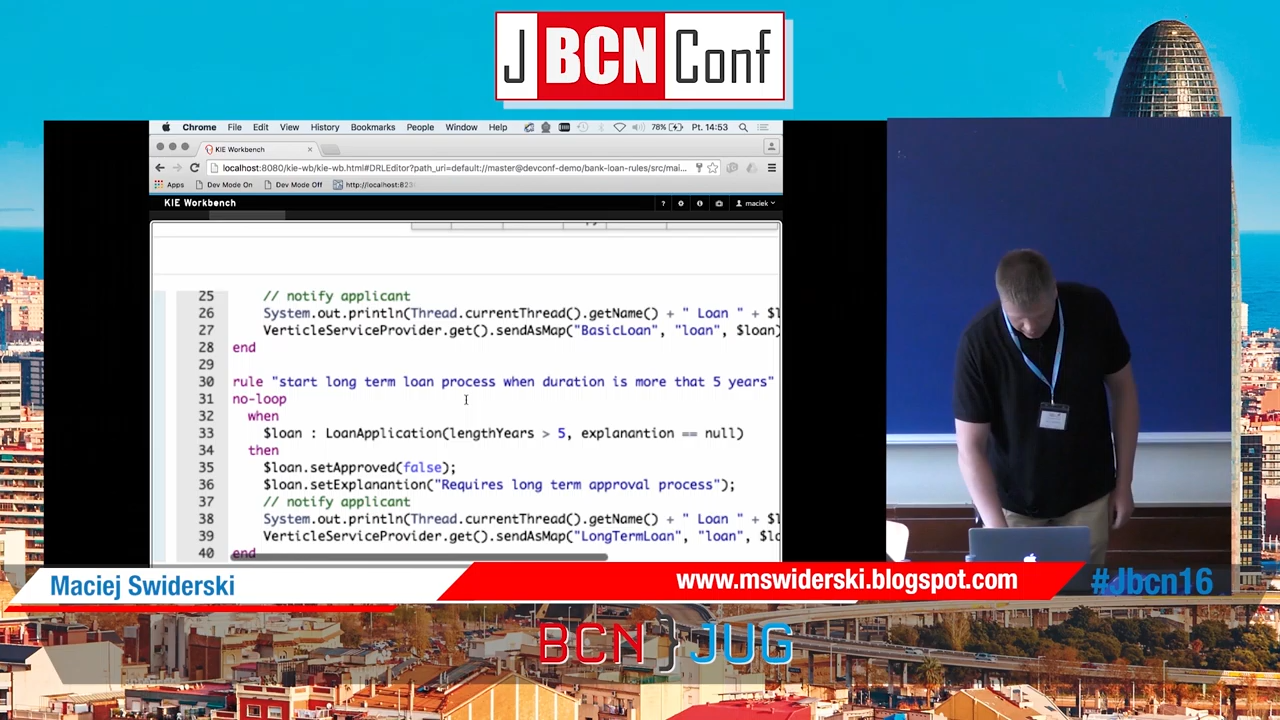 J BCN Conf
Chrome File Edit View History Bookmarks People Window Help 78% Pt. 14:53
KIE Workbench
localhost:8080/kie-wb/kie-wb.html#DRLEditor?path_uri=default://master@devconf-demo/bank-loan-rules/src/mai...
Apps Dev Mode On Dev Mode Off http://localhost:823
KIE Workbench ? maciek
25 // notify applicant
26 System.out.println(Thread.currentThread().getName() + " Loan " + $l
27 VerticleServiceProvider.get().sendAsMap("BasicLoan", "loan", $loan)
28 end
29
30 rule "start long term loan process when duration is more that 5 years"
31 no-loop
32 when
33 $loan : LoanApplication(lengthYears > 5, explanantion == null)
34 then
35 $loan.setApproved(false);
36 $loan.setExplanantion("Requires long term approval process");
37 // notify applicant
38 System.out.println(Thread.currentThread().getName() + " Loan " + $l
39 VerticleServiceProvider.get().sendAsMap("LongTermLoan", "loan", $lo
40 end
Maciej Swiderski
www.mswiderski.blogspot.com
#Jbcn16
BCN JUG